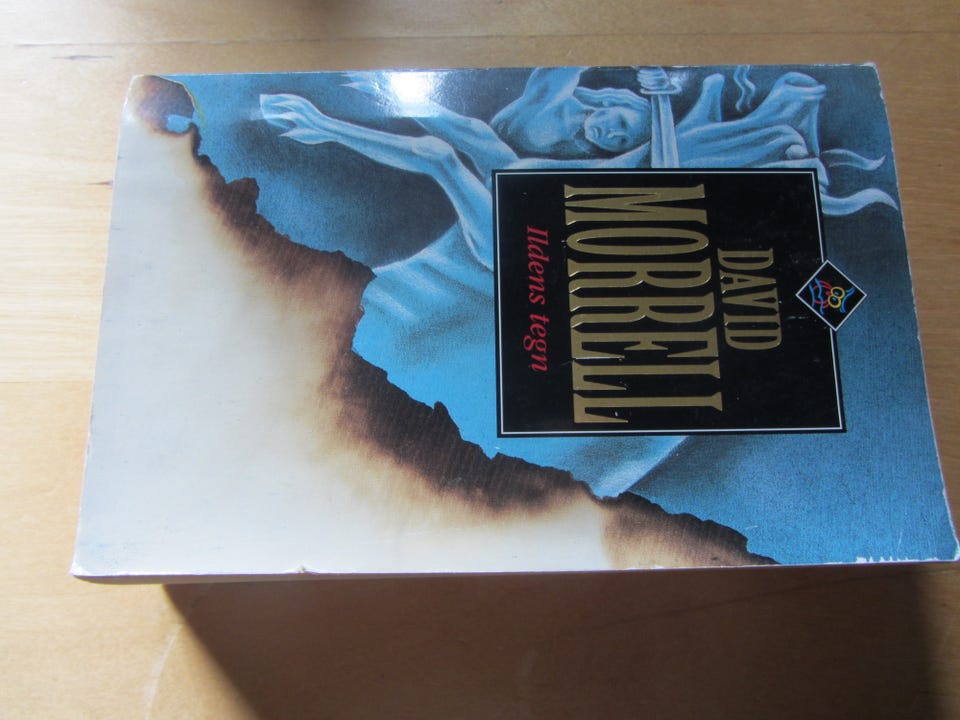 DAVID
MORRELL
Ildens tegn